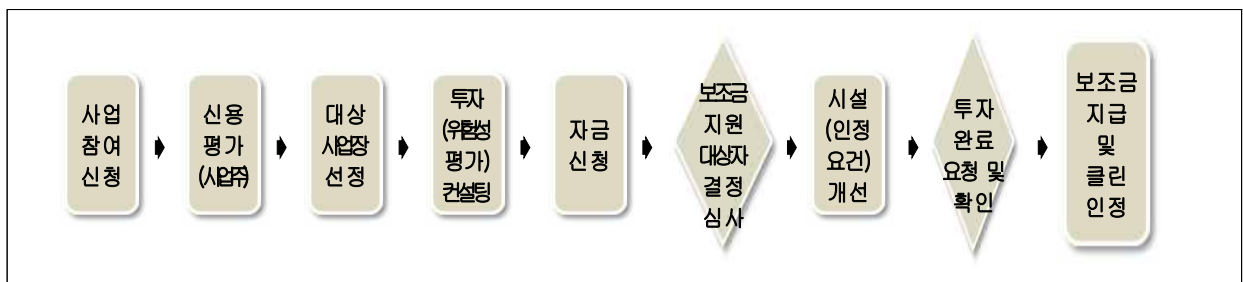 사업
참여
신청
신용
평가
(사업주)
대상
사업장
선정
투자
(위험성
평가)
컨설팅
자금
신청
보조금
지원
대상자
결정
심사
시설
(인정
요건)
개선
투자
완료
요청 및
확인
보조금
지급
및
클린
인정